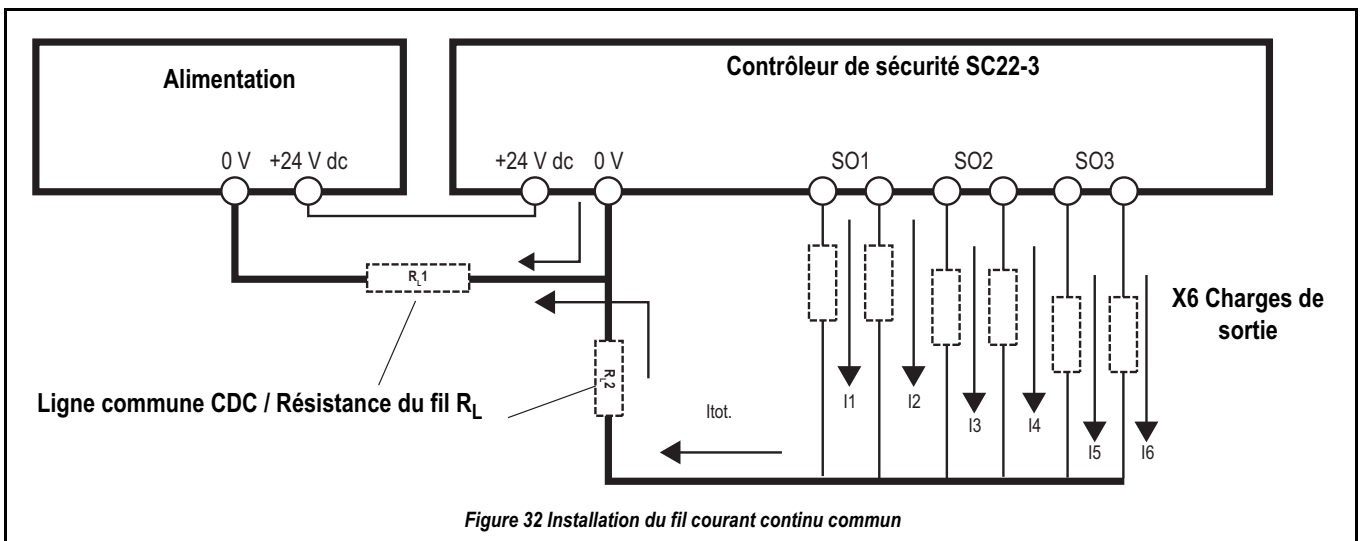 Alimentation
Contrôleur de sécurité SC22-3
0 V +24 V dc
+24 V dc 0 V
SO1 SO2 SO3
RL1
RL2
X6 Charges de
sortie
Ligne commune CDC / Résistance du fil RL
Itot.
I1 I2
I3 I4
I5 I6
Figure 32 Installation du fil courant continu commun